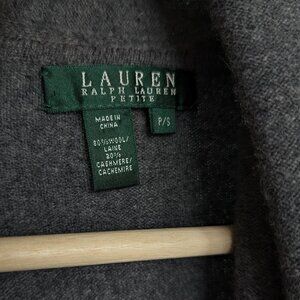 LAUREN
RALPH LAUREN
PETITE
P/S
MADE IN
CHINA
80% WOOL/
LAINE
20%
CASHMERE/
CACHEMIRE